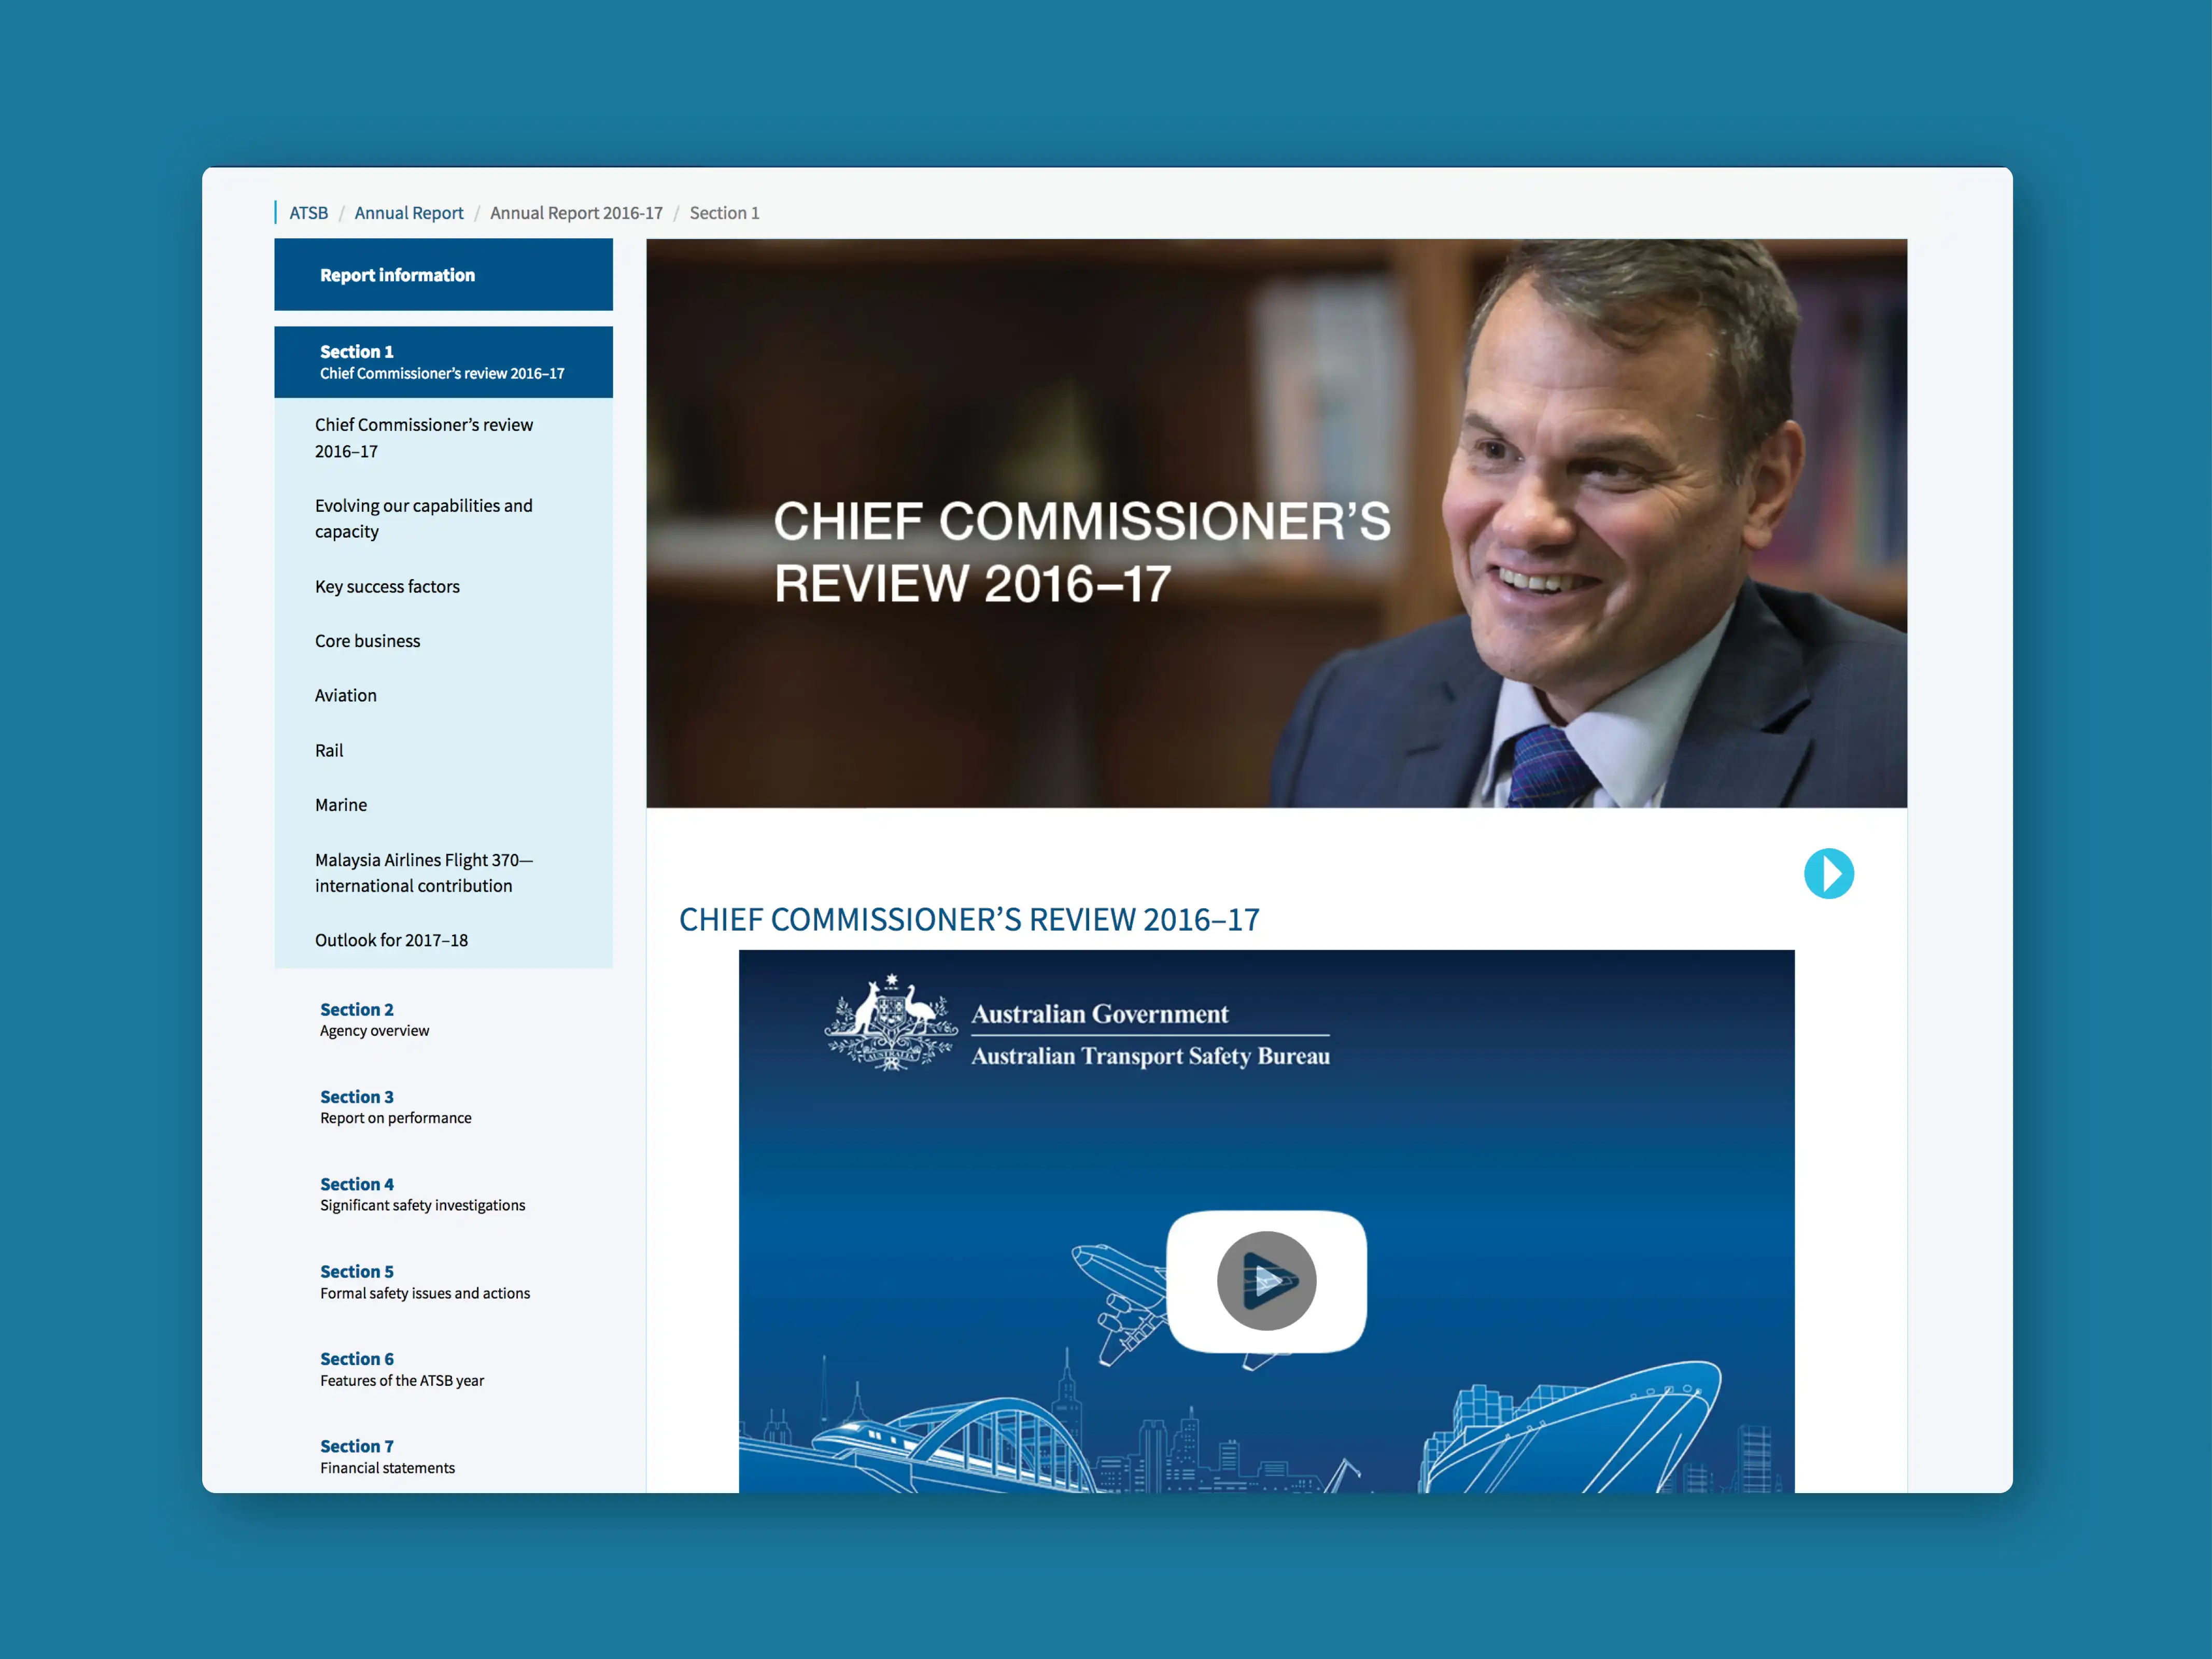 ATSB / Annual Report / Annual Report 2016-17 / Section 1
Report information
Section 1
Chief Commissioner’s review 2016–17
Chief Commissioner’s review
2016–17
Evolving our capabilities and
capacity
Key success factors
Core business
Aviation
Rail
Marine
Malaysia Airlines Flight 370—
international contribution
Outlook for 2017–18
Section 2
Agency overview
Section 3
Report on performance
Section 4
Significant safety investigations
Section 5
Formal safety issues and actions
Section 6
Features of the ATSB year
Section 7
Financial statements
CHIEF COMMISSIONER’S
REVIEW 2016–17
CHIEF COMMISSIONER’S REVIEW 2016–17
AUSTRALIA
Australian Government
Australian Transport Safety Bureau